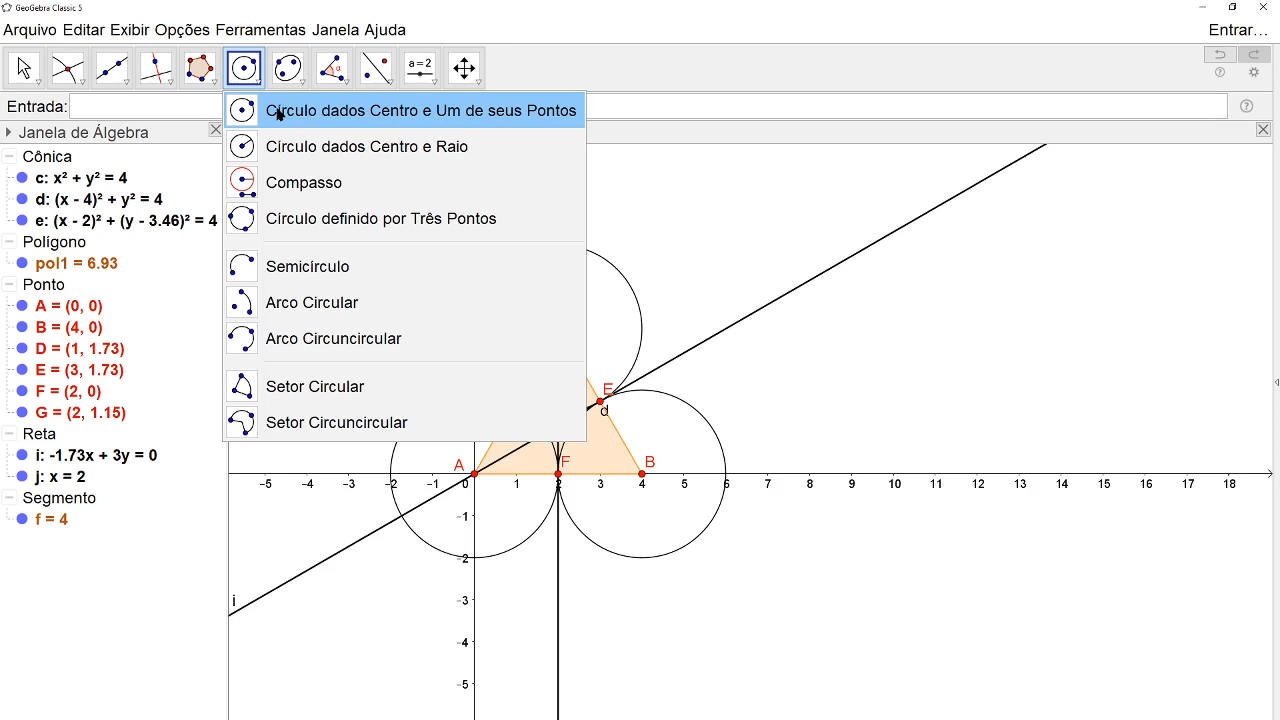 GeoGebra Classic 5
Arquivo Editar Exibir Opções Ferramentas Janela Ajuda
Entrar…
a=2
α
Entrada:
Janela de Álgebra
Cônica
c: x² + y² = 4
d: (x - 4)² + y² = 4
e: (x - 2)² + (y - 3.46)² = 4
Polígono
pol1 = 6.93
Ponto
A = (0, 0)
B = (4, 0)
D = (1, 1.73)
E = (3, 1.73)
F = (2, 0)
G = (2, 1.15)
Reta
i: -1.73x + 3y = 0
j: x = 2
Segmento
f = 4
Círculo dados Centro e Um de seus Pontos
Círculo dados Centro e Raio
Compasso
Círculo definido por Três Pontos
Semicírculo
Arco Circular
Arco Circuncircular
Setor Circular
Setor Circuncircular
E
d
A
F
B
-5 -4 -3 -2 -1 0 1 2 3 4 5 6 7 8 9 10 11 12 13 14 15 16 17 18
-1
-2
-3
-4
-5
i